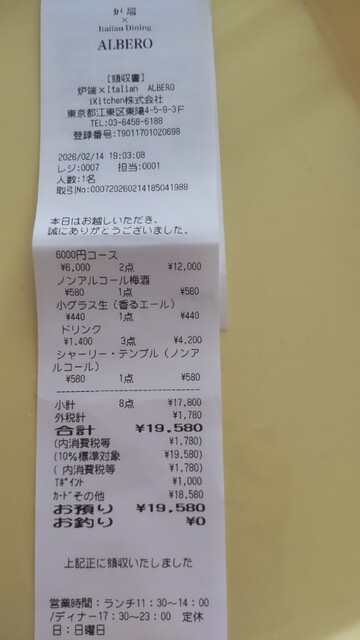 炉端
×
Italian Dining
ALBERO
[領収書]
炉端×Italian ALBERO
iKitchen株式会社
東京都江東区東陽4-5-9３F
TEL:03-6458-6188
登録番号:T9011701020698
2026/02/14 19:03:08
レジ:0007 担当:0001
人数:1名
取引No:00072026021418504 1988
本日はお越しいただき、
誠にありがとうございました。
6000円コース
¥6,000 2点 ¥12,000
ノンアルコール梅酒
¥580 1点 ¥580
小グラス生（香るエール）
¥440 1点 ¥440
ドリンク
¥1,400 3点 ¥4,200
シャーリー・テンプル（ノンア
ルコール）
¥580 1点 ¥580
小計 8点 ¥17,800
外税計 ¥1,780
合計 ¥19,580
(内消費税等 ¥1,780)
(10%標準対象 ¥19,580)
( 内消費税等 ¥1,780)
Tポイント ¥1,000
ｶｰﾄﾞその他 ¥18,580
お預り ¥19,580
お釣り ¥0
上記正に領収いたしました
営業時間：ランチ11：30〜14：00
/ディナー17：30〜23：00 定休
日：日曜日